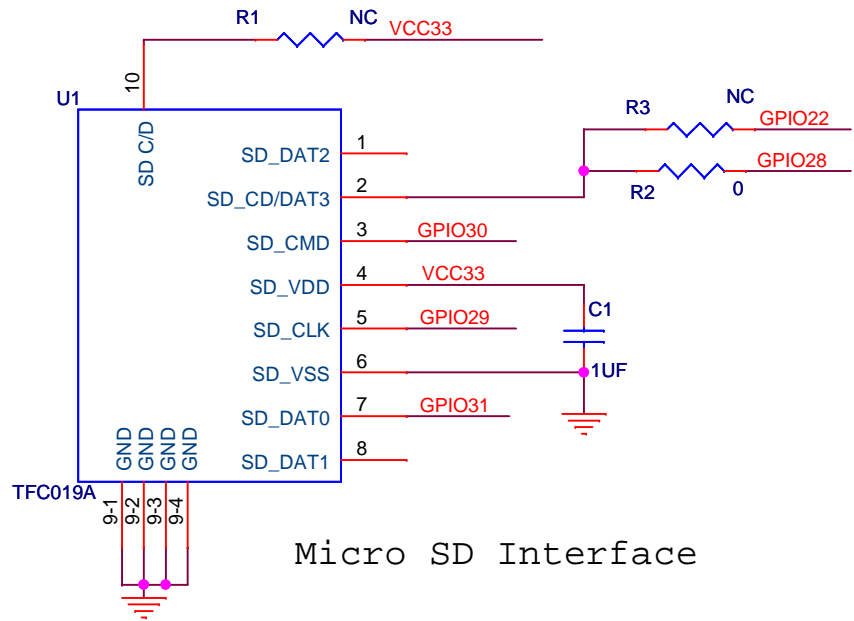 R1 NC VCC33
10
U1
SD C/D
R3 NC GPIO22
GPIO28
R2 0
SD_DAT2 1
SD_CD/DAT3 2
SD_CMD 3 GPIO30
SD_VDD 4 VCC33
C1
SD_CLK 5 GPIO29
SD_VSS 6
1UF
SD_DAT0 7 GPIO31
SD_DAT1 8
GND GND GND GND
TFC019A
9-1 9-2 9-3 9-4
Micro SD Interface